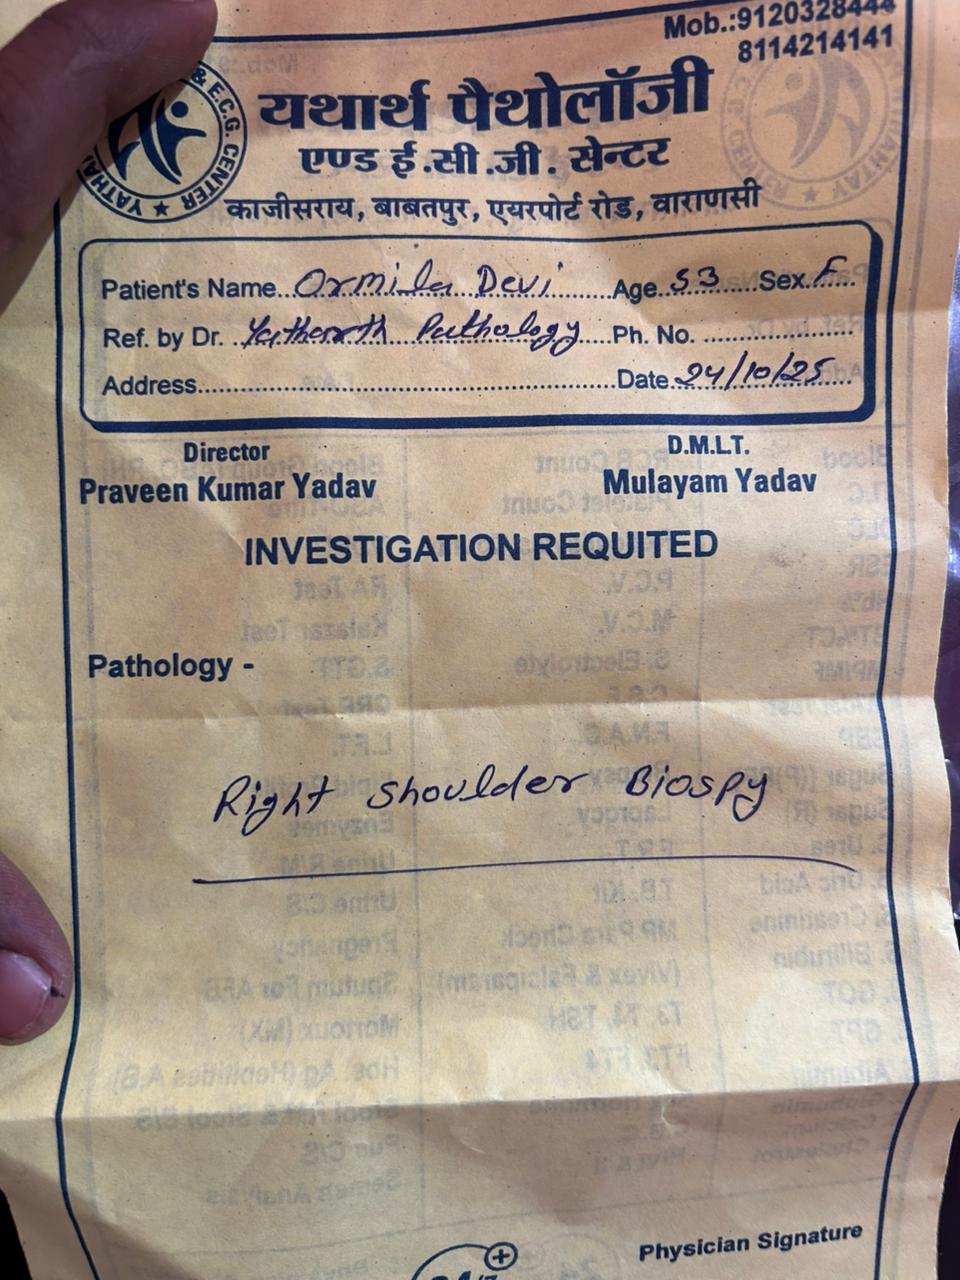 Mob.:9120328444
8114214141
& E.C.G. CENTER ★ YATHA
यथार्थ पैथोलॉजी
एण्ड ई.सी.जी. सेन्टर
काजीसराय, बाबतपुर, एयरपोर्ट रोड, वाराणसी
Patient's Name...Ormila Devi............Age..53......Sex.F....
Ref. by Dr. .Yatharth Pathology....Ph. No. .....................
Address......................................................Date 24/10/25
Director D.M.L.T.
Praveen Kumar Yadav Mulayam Yadav
INVESTIGATION REQUITED
Pathology -
Right shoulder Biospy
Physician Signature